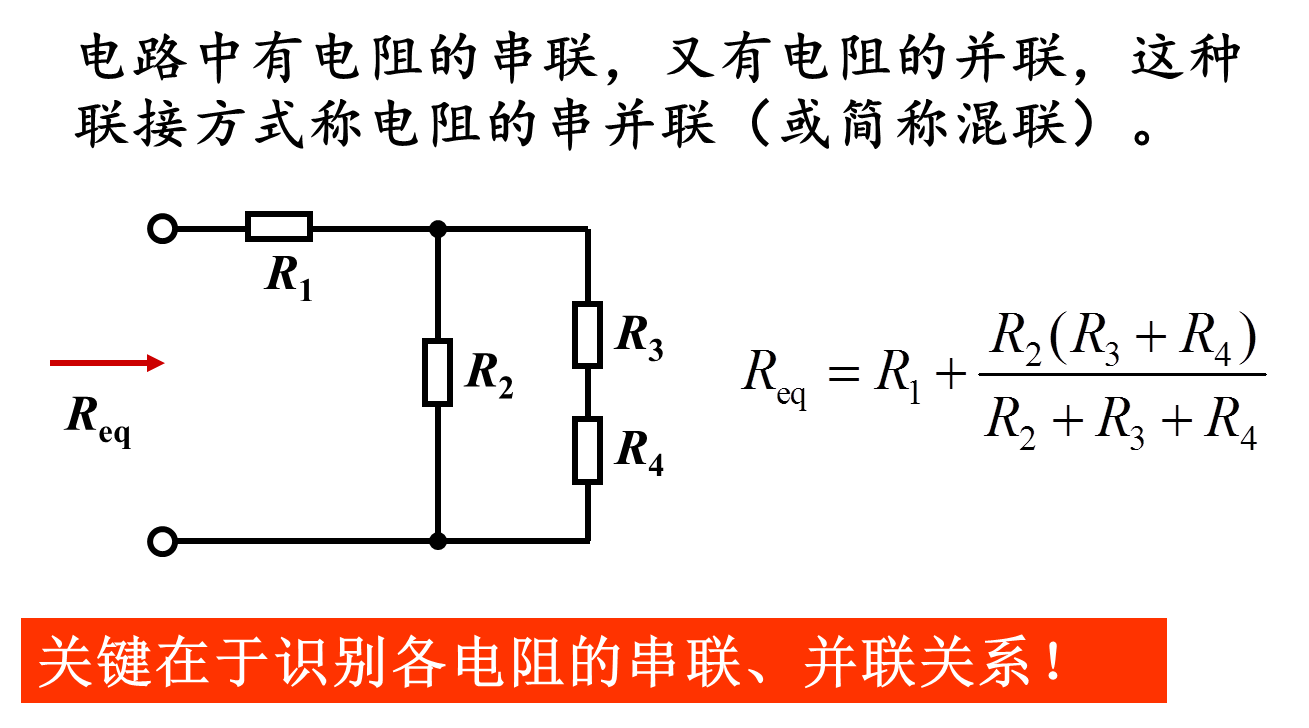 电路中有电阻的串联，又有电阻的并联，这种
联接方式称电阻的串并联（或简称混联）。
R₁
R₃
R₂
R₄
R_eq
R_eq = R₁ + R₂(R₃ + R₄) / (R₂ + R₃ + R₄)
关键在于识别各电阻的串联、并联关系！